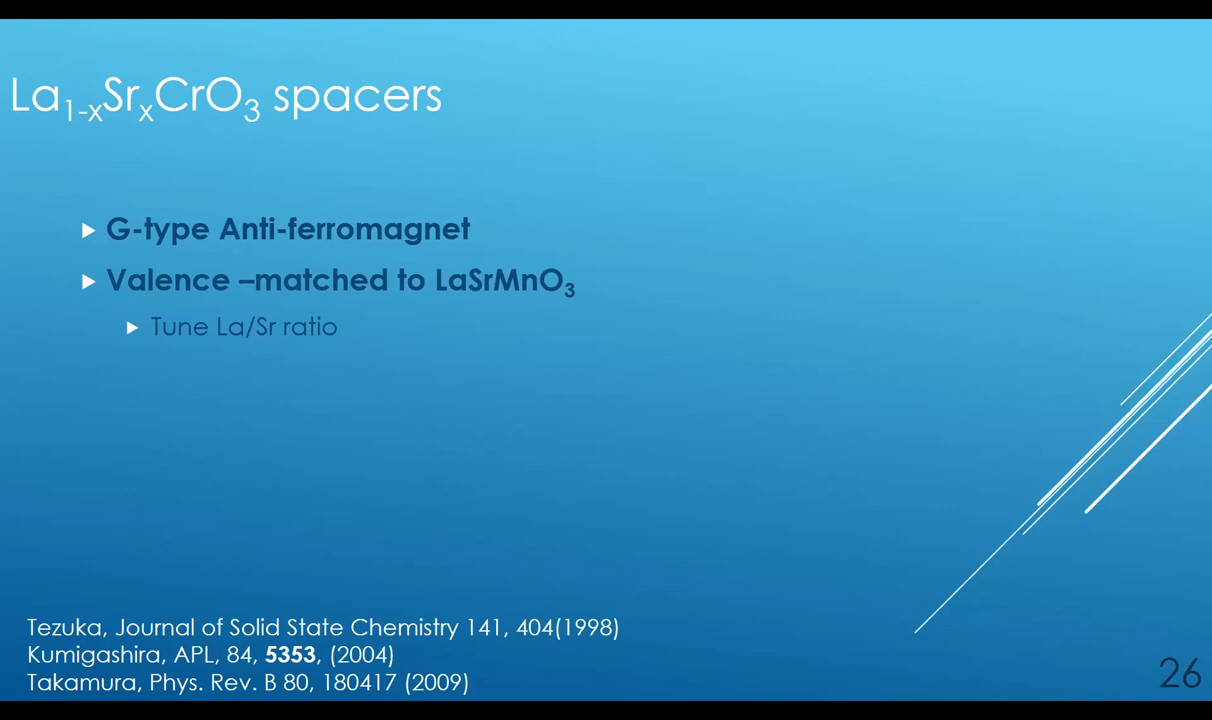 La₁₋ₓSrₓCrO₃ spacers
G-type Anti-ferromagnet
Valence –matched to LaSrMnO₃
Tune La/Sr ratio
Tezuka, Journal of Solid State Chemistry 141, 404(1998)
Kumigashira, APL, 84, 5353, (2004)
Takamura, Phys. Rev. B 80, 180417 (2009)
26